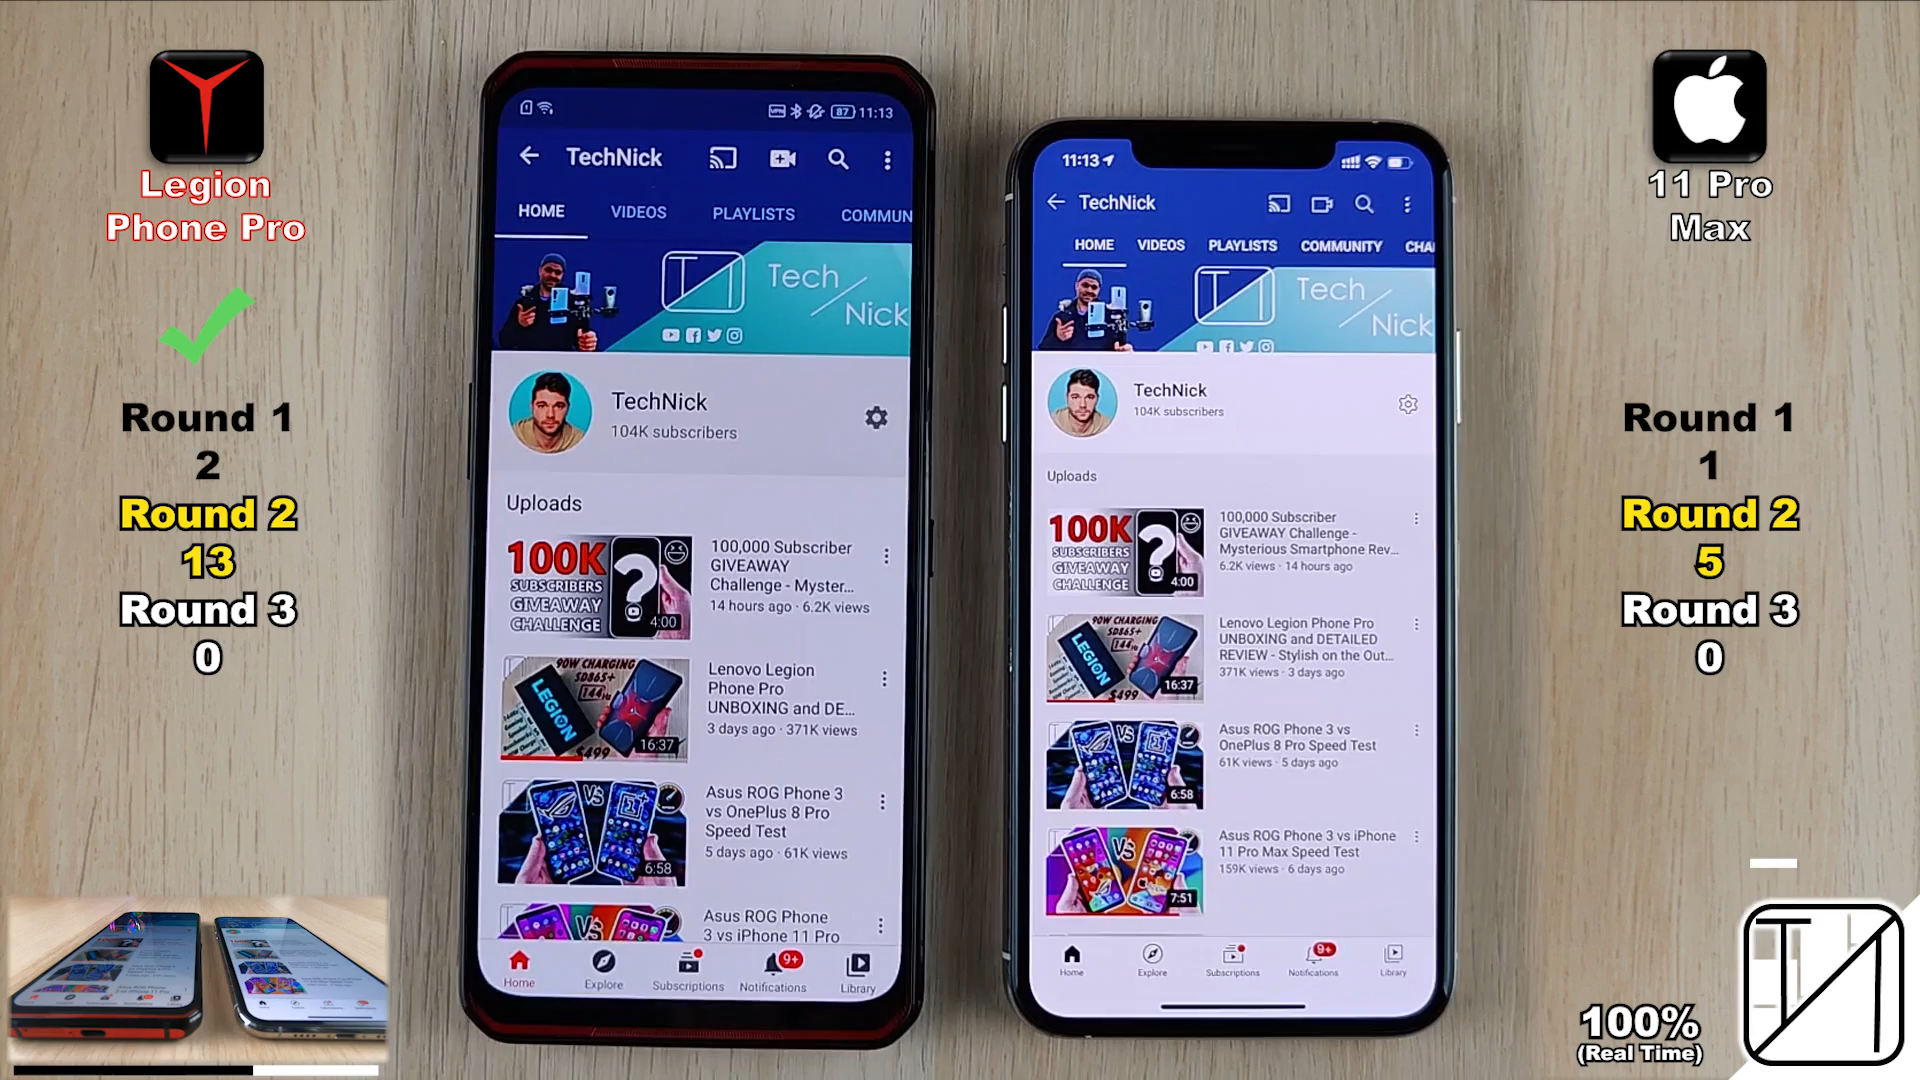 Legion
Phone Pro
Round 1
2
Round 2
13
Round 3
0
87 11:13
TechNick
HOME VIDEOS PLAYLISTS COMMUN
Tech
Nick
TechNick
104K subscribers
Uploads
100K
SUBSCRIBERS
GIVEAWAY
CHALLENGE
4:00
100,000 Subscriber
GIVEAWAY
Challenge - Myster...
14 hours ago · 6.2K views
90W CHARGING
SD865+
144Hz
LEGION
$499
16:37
Lenovo Legion
Phone Pro
UNBOXING and DE...
3 days ago · 371K views
VS
6:58
Asus ROG Phone 3
vs OnePlus 8 Pro
Speed Test
5 days ago · 61K views
VS
Asus ROG Phone
3 vs iPhone 11 Pro
9+
Home Explore Subscriptions Notifications Library
11:13
TechNick
HOME VIDEOS PLAYLISTS COMMUNITY CHA
Tech
Nick
TechNick
104K subscribers
Uploads
100K
SUBSCRIBERS
GIVEAWAY
CHALLENGE
4:00
100,000 Subscriber
GIVEAWAY Challenge -
Mysterious Smartphone Rev...
6.2K views · 14 hours ago
90W CHARGING
SD865+
144Hz
LEGION
$499
16:37
Lenovo Legion Phone Pro
UNBOXING and DETAILED
REVIEW - Stylish on the Out...
371K views · 3 days ago
VS
6:58
Asus ROG Phone 3 vs
OnePlus 8 Pro Speed Test
61K views · 5 days ago
VS
7:51
Asus ROG Phone 3 vs iPhone
11 Pro Max Speed Test
159K views · 6 days ago
9+
Home Explore Subscriptions Notifications Library
11 Pro
Max
Round 1
1
Round 2
5
Round 3
0
100%
(Real Time)